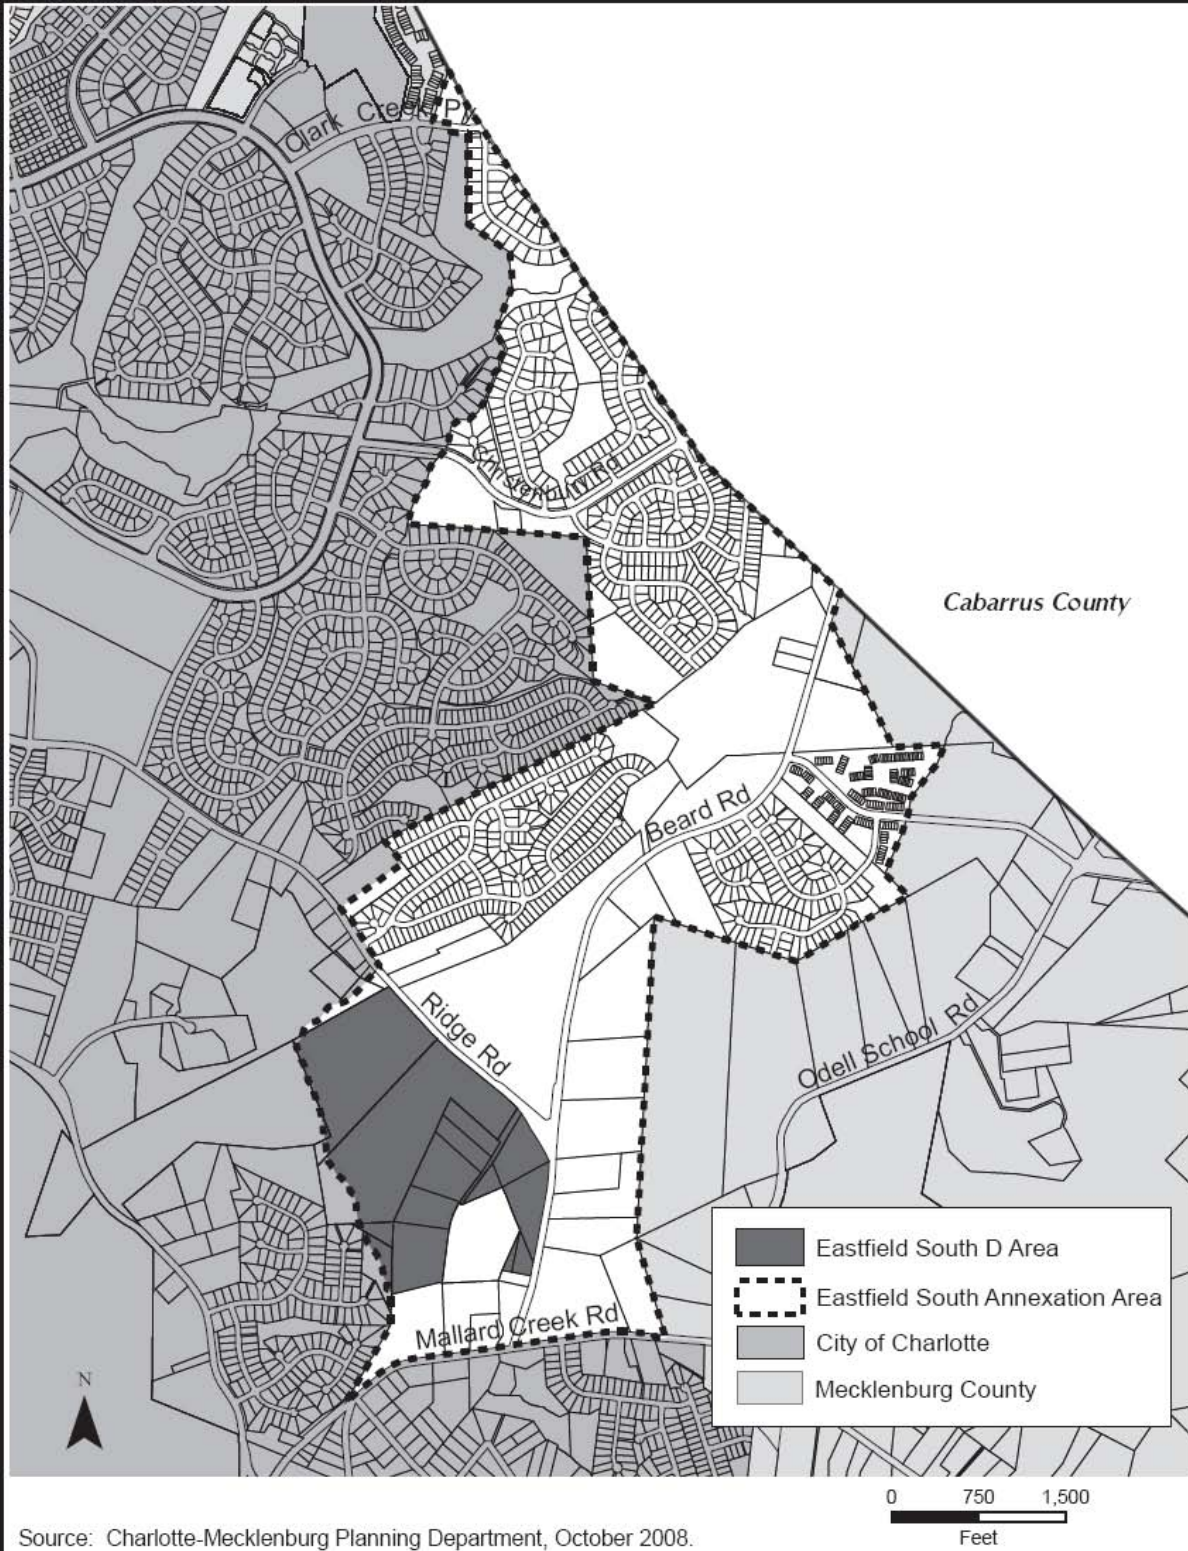 Clark Creek Py
Christenbury Rd
Cabarrus County
Beard Rd
Ridge Rd
Odell School Rd
Mallard Creek Rd
Eastfield South D Area
Eastfield South Annexation Area
City of Charlotte
Mecklenburg County
N
0 750 1,500
Feet
Source: Charlotte-Mecklenburg Planning Department, October 2008.